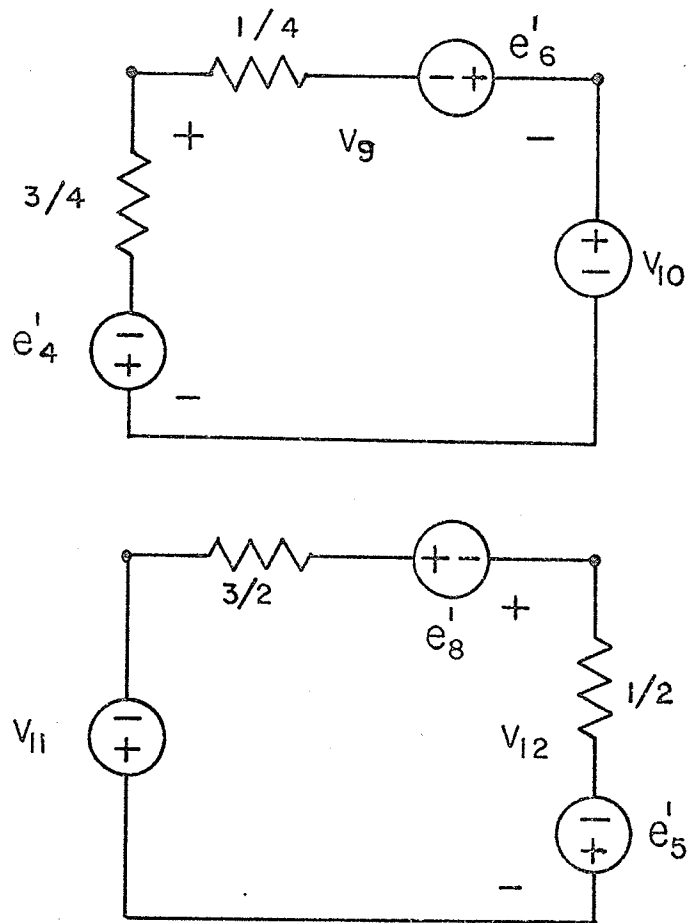 1/4
e'6
+
- +
V9
-
3/4
+
-
V10
e'4
-
+
-
3/2
+ -
e'8
+
1/2
V11
-
+
V12
-
+
e'5
-